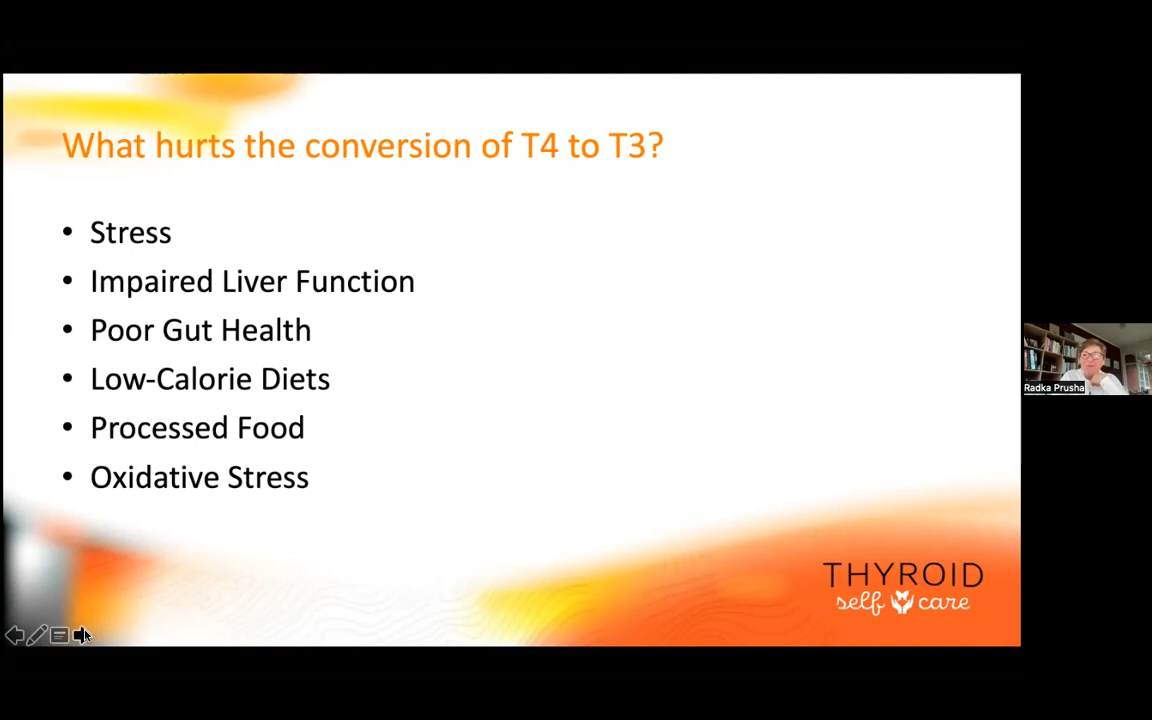 What hurts the conversion of T4 to T3?
• Stress
• Impaired Liver Function
• Poor Gut Health
• Low-Calorie Diets
• Processed Food
• Oxidative Stress
THYROID
self care
Radka Prusha